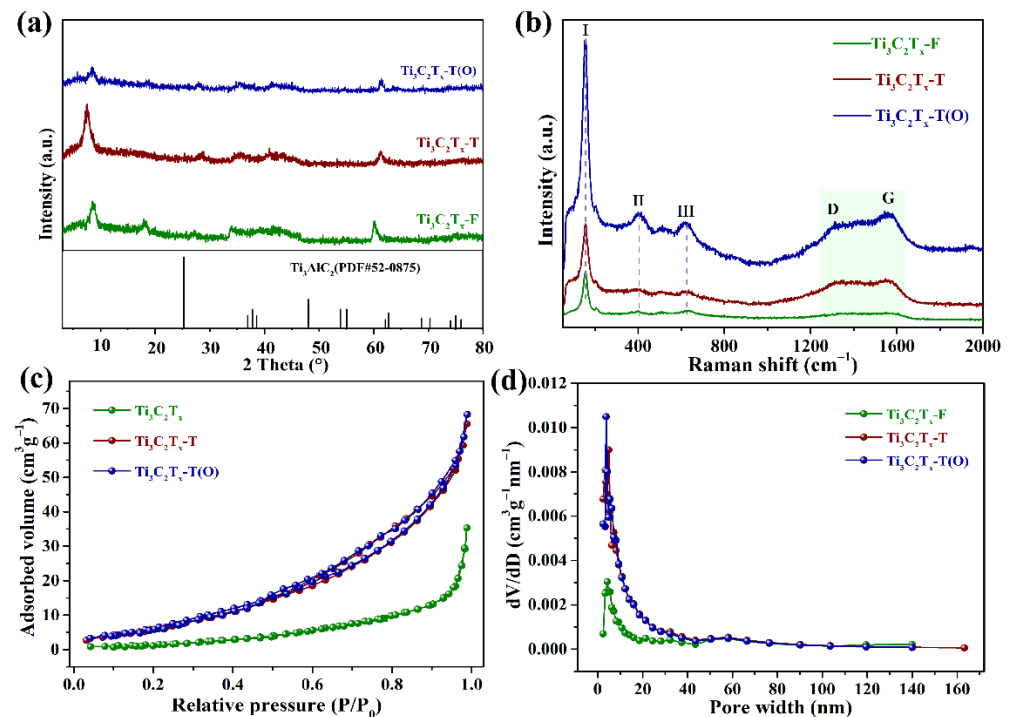 (a)
Ti₃C₂Tₓ-T(O)
Ti₃C₂Tₓ-T
Ti₃C₂Tₓ-F
Ti₃AlC₂(PDF#52-0875)
Intensity (a.u.)
10 20 30 40 50 60 70 80
2 Theta (°)
(b)
I
II
III
D
G
Ti₃C₂Tₓ-F
Ti₃C₂Tₓ-T
Ti₃C₂Tₓ-T(O)
Intensity (a.u.)
400 800 1200 1600 2000
Raman shift (cm⁻¹)
(c)
Ti₃C₂Tₓ
Ti₃C₂Tₓ-T
Ti₃C₂Tₓ-T(O)
Adsorbed volume (cm³g⁻¹)
70
60
50
40
30
20
10
0
0.0 0.2 0.4 0.6 0.8 1.0
Relative pressure (P/P₀)
(d)
Ti₃C₂Tₓ-F
Ti₃C₂Tₓ-T
Ti₃C₂Tₓ-T(O)
dV/dD (cm³g⁻¹nm⁻¹)
0.012
0.010
0.008
0.006
0.004
0.002
0.000
0 20 40 60 80 100 120 140 160
Pore width (nm)